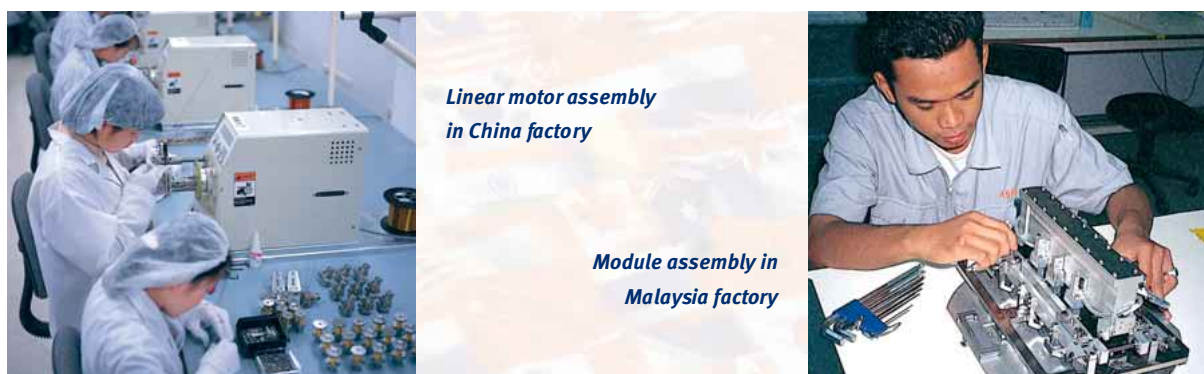 Linear motor assembly
in China factory
Module assembly in
Malaysia factory